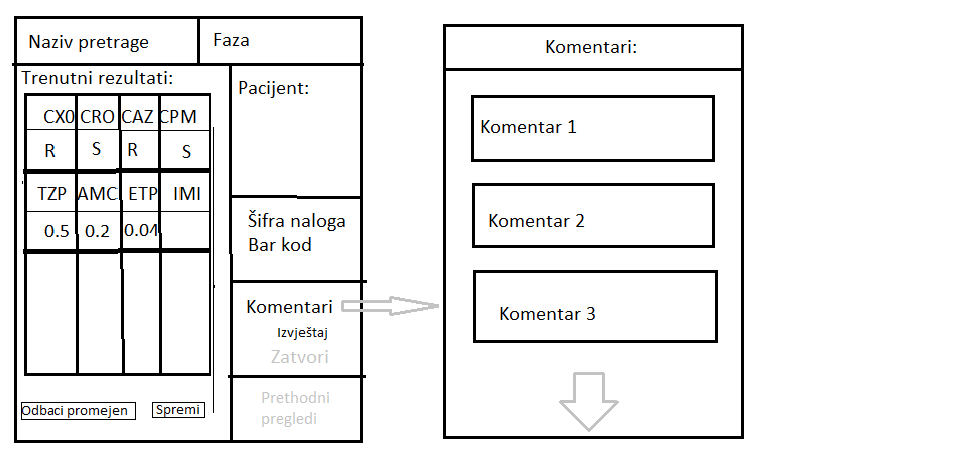 Naziv pretrage
Faza
Trenutni rezultati:
CX0 CRO CAZ CPM
R S R S
TZP AMC ETP IMI
0.5 0.2 0.04
Odbaci promejen
Spremi
Pacijent:
Šifra naloga
Bar kod
Komentari
Izvještaj
Zatvori
Prethodni
pregledi
Komentari:
Komentar 1
Komentar 2
Komentar 3